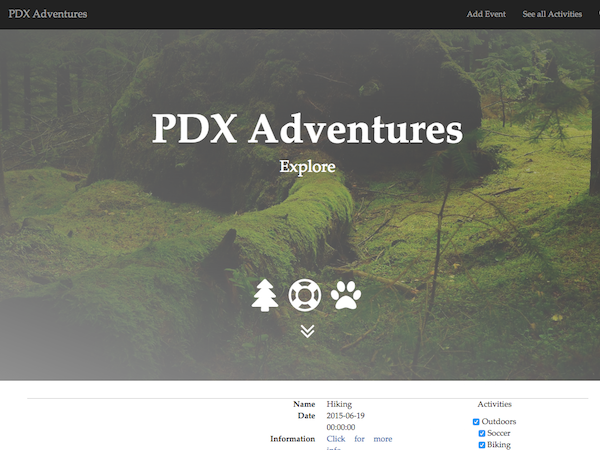 PDX Adventures
Add Event
See all Activities
PDX Adventures
Explore
Name Hiking
Date 2015-06-19
00:00:00
Information Click for more
info
Activities
Outdoors
Soccer
Biking